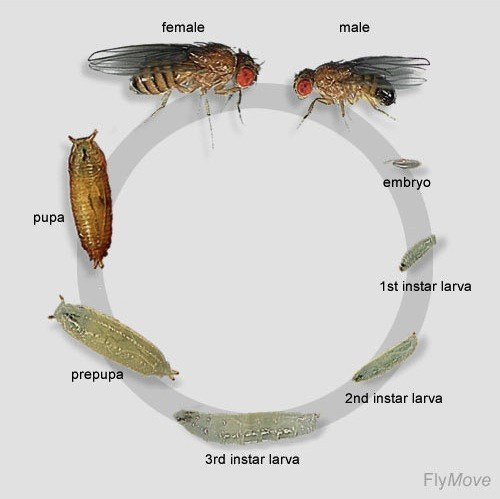 female
male
embryo
1st instar larva
2nd instar larva
3rd instar larva
prepupa
pupa
FlyMove